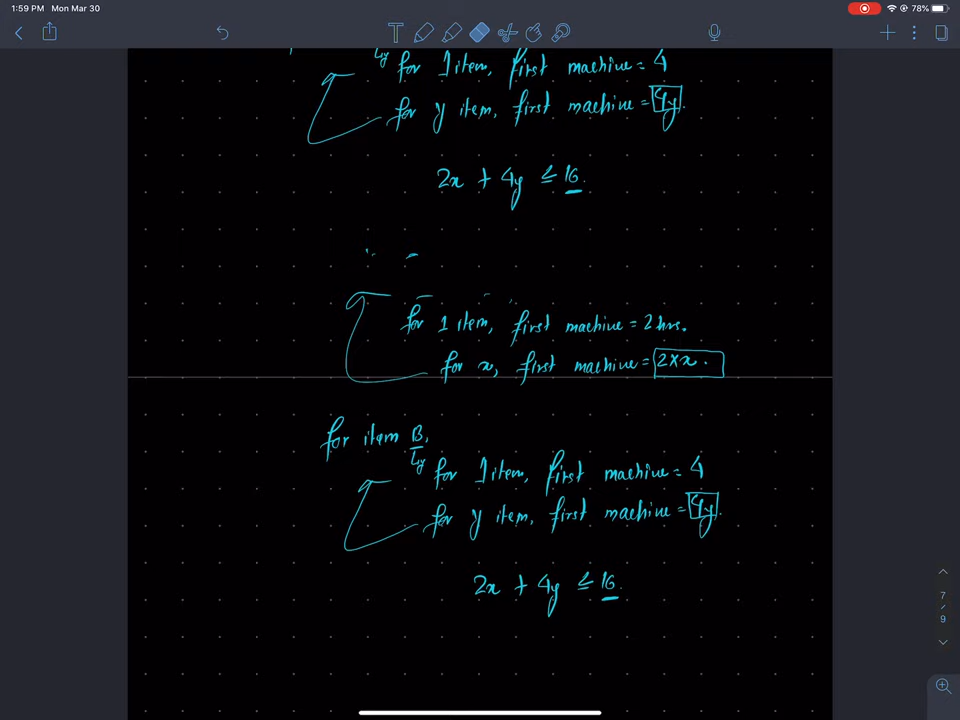 1:59 PM Mon Mar 30
78%
T
Ly for 1 item, first machine = 4
for y item, first machine = 4y.
2x + 4y ≤ 16.
for 1 item, first machine = 2 hrs.
for x, first machine = 2×x.
for item B,
Ly for 1 item, first machine = 4
for y item, first machine = 4y.
2x + 4y ≤ 16.
7
/
9